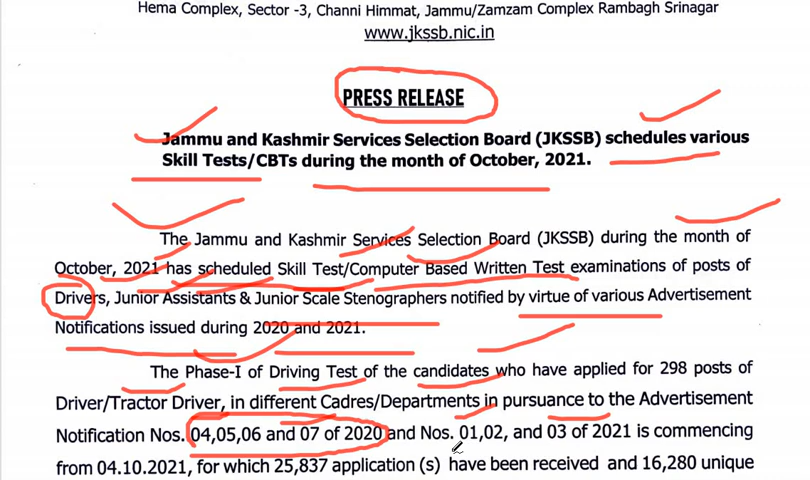 Hema Complex, Sector -3, Channi Himmat, Jammu/Zamzam Complex Rambagh Srinagar
www.jkssb.nic.in
PRESS RELEASE
Jammu and Kashmir Services Selection Board (JKSSB) schedules various
Skill Tests/CBTs during the month of October, 2021.
The Jammu and Kashmir Services Selection Board (JKSSB) during the month of
October, 2021 has scheduled Skill Test/Computer Based Written Test examinations of posts of
Drivers, Junior Assistants & Junior Scale Stenographers notified by virtue of various Advertisement
Notifications issued during 2020 and 2021.
The Phase-I of Driving Test of the candidates who have applied for 298 posts of
Driver/Tractor Driver, in different Cadres/Departments in pursuance to the Advertisement
Notification Nos. 04,05,06 and 07 of 2020 and Nos. 01,02, and 03 of 2021 is commencing
from 04.10.2021, for which 25,837 application (s) have been received and 16,280 unique